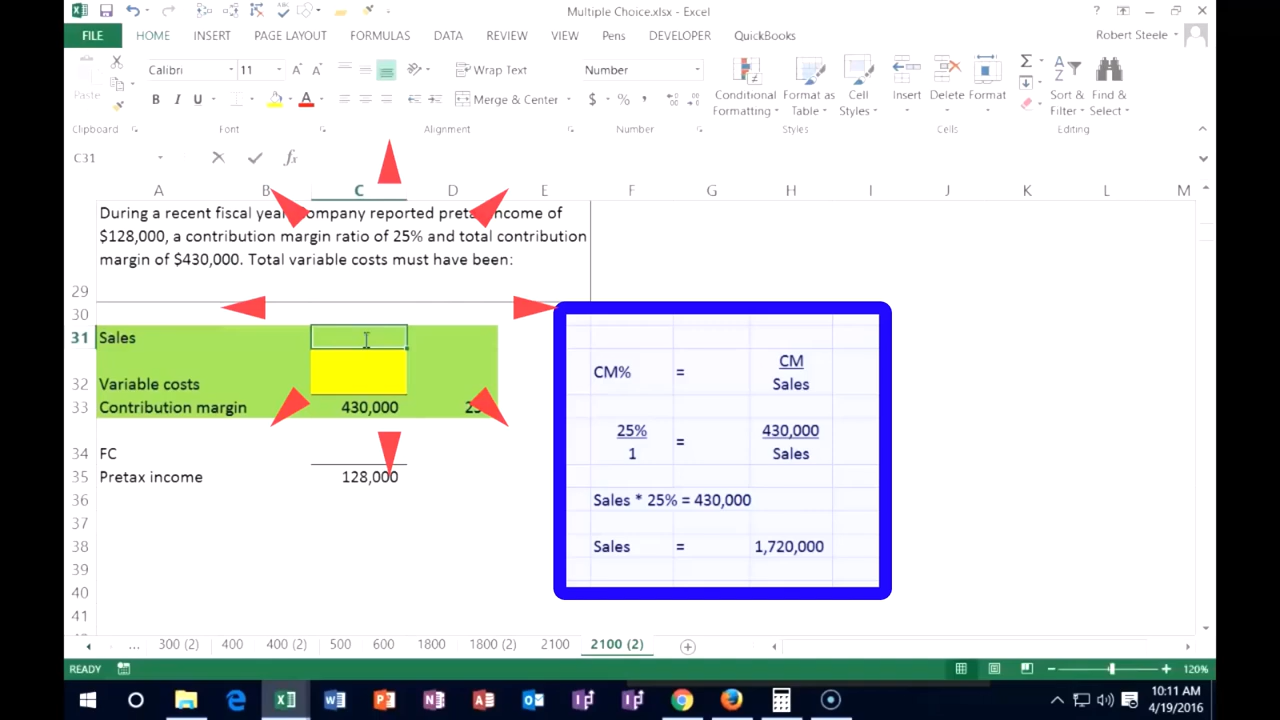 Multiple Choice.xlsx - Excel
?
FILE HOME INSERT PAGE LAYOUT FORMULAS DATA REVIEW VIEW Pens DEVELOPER QuickBooks Robert Steele
Calibri 11 Wrap Text Number
Paste B I U A Merge & Center $ % , Conditional Formatting Format as Table Cell Styles Insert Delete Format Sort & Filter Find & Select
Clipboard Font Alignment Number Styles Cells Editing
C31 fx
A B C D E F G H I J K L M
During a recent fiscal year Company reported pretax income of
$128,000, a contribution margin ratio of 25% and total contribution
margin of $430,000. Total variable costs must have been:
29
30
31 Sales
32 Variable costs
33 Contribution margin 430,000
34 FC
35 Pretax income 128,000
36
37
38
39
40
41
CM% = CM
Sales
25% = 430,000
1 Sales
Sales * 25% = 430,000
Sales = 1,720,000
... 300 (2) 400 400 (2) 500 600 1800 1800 (2) 2100 2100 (2)
READY 120%
10:11 AM
4/19/2016